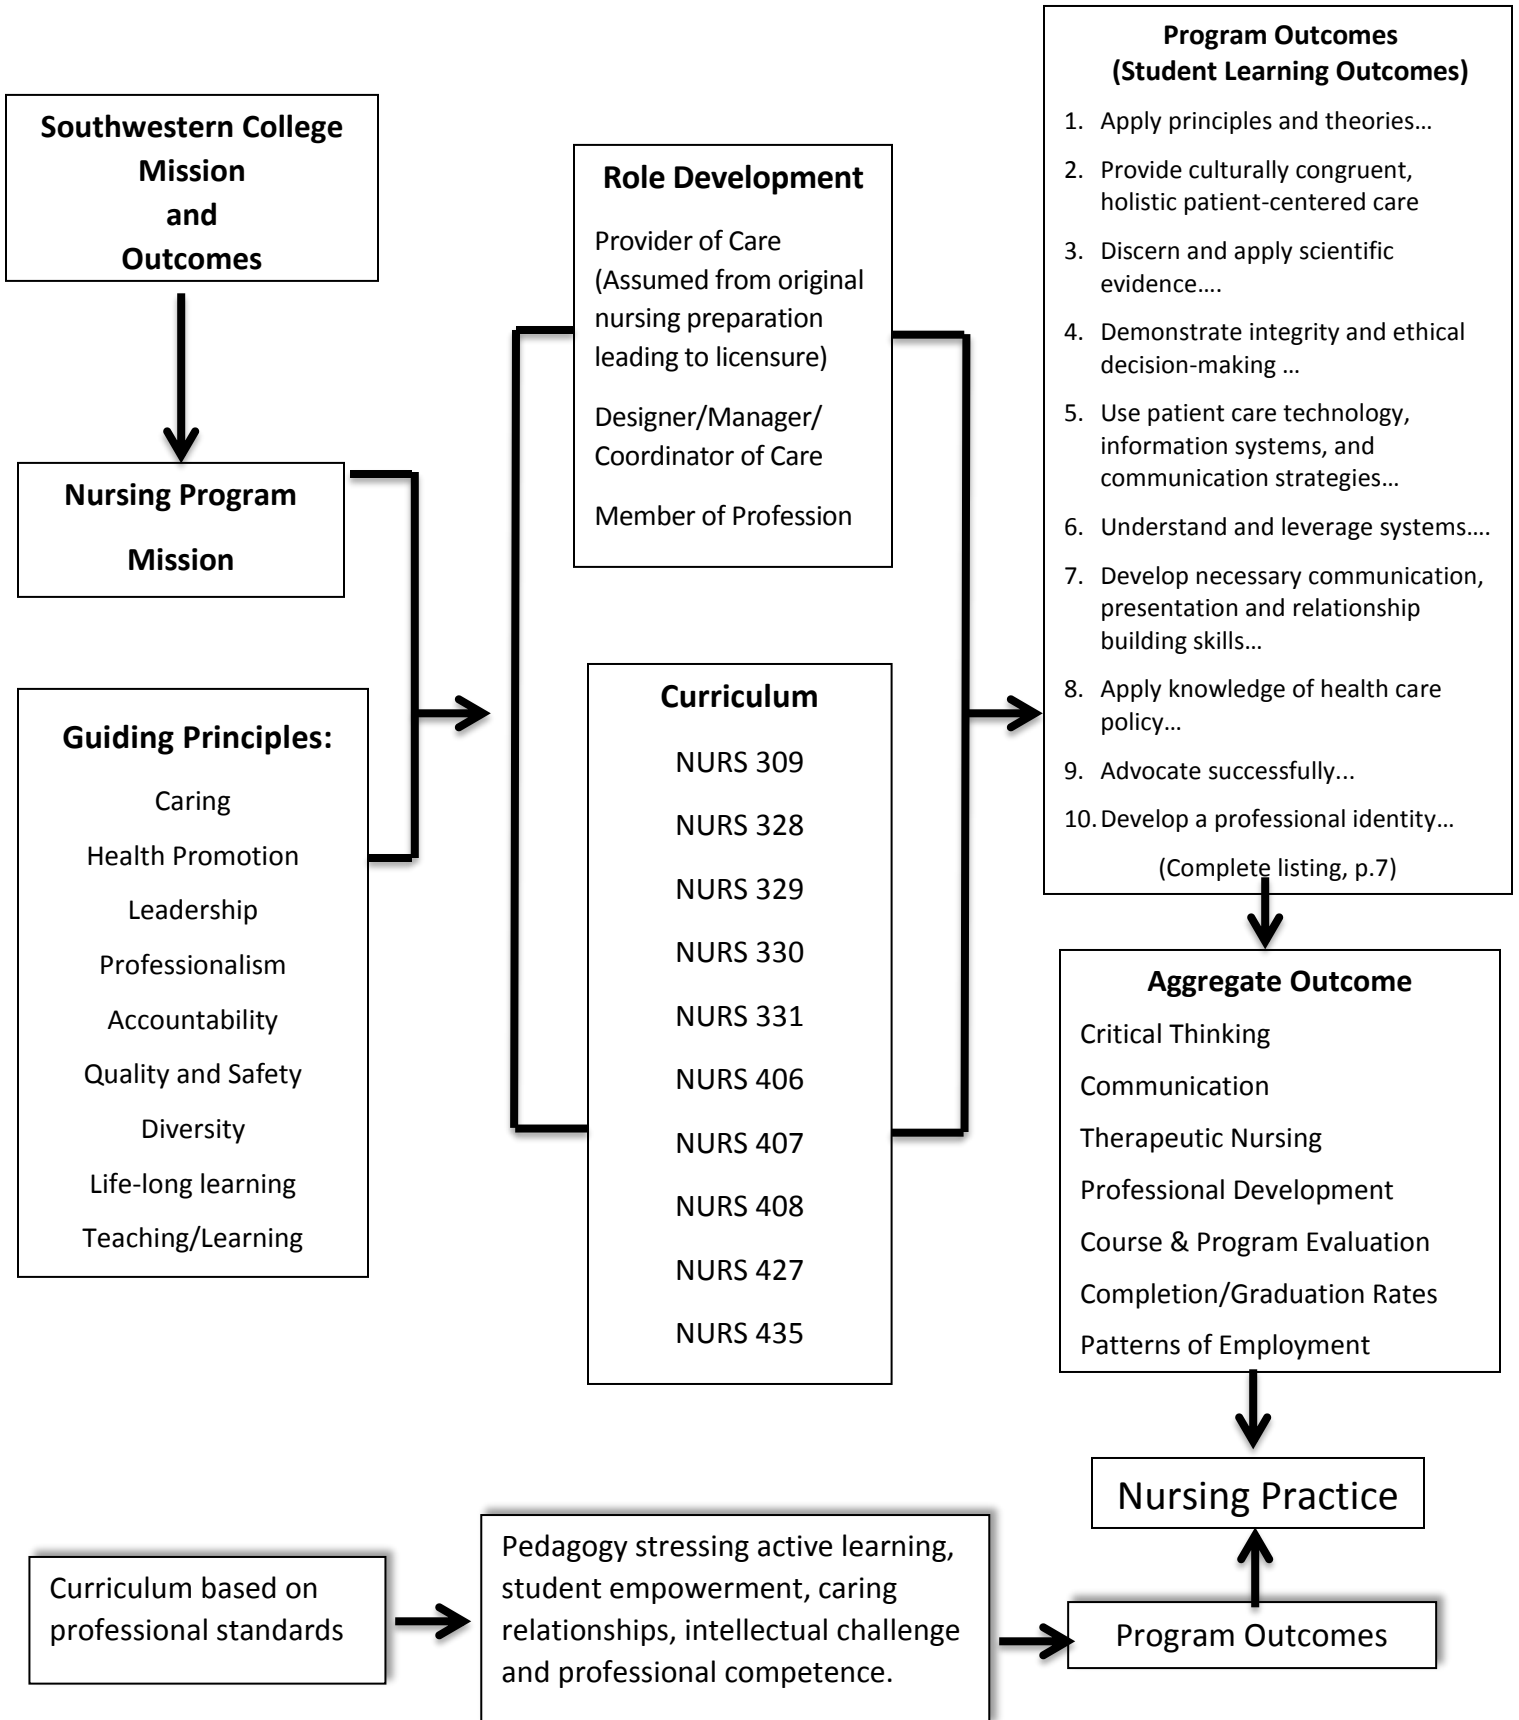 Southwestern College
Mission
and
Outcomes
Nursing Program
Mission
Guiding Principles:
Caring
Health Promotion
Leadership
Professionalism
Accountability
Quality and Safety
Diversity
Life-long learning
Teaching/Learning
Role Development
Provider of Care
(Assumed from original
nursing preparation
leading to licensure)
Designer/Manager/
Coordinator of Care
Member of Profession
Curriculum
NURS 309
NURS 328
NURS 329
NURS 330
NURS 331
NURS 406
NURS 407
NURS 408
NURS 427
NURS 435
Program Outcomes
(Student Learning Outcomes)
1. Apply principles and theories…
2. Provide culturally congruent,
holistic patient-centered care
3. Discern and apply scientific
evidence….
4. Demonstrate integrity and ethical
decision-making …
5. Use patient care technology,
information systems, and
communication strategies…
6. Understand and leverage systems….
7. Develop necessary communication,
presentation and relationship
building skills…
8. Apply knowledge of health care
policy…
9. Advocate successfully...
10. Develop a professional identity…
(Complete listing, p.7)
Aggregate Outcome
Critical Thinking
Communication
Therapeutic Nursing
Professional Development
Course & Program Evaluation
Completion/Graduation Rates
Patterns of Employment
Nursing Practice
Curriculum based on
professional standards
Pedagogy stressing active learning,
student empowerment, caring
relationships, intellectual challenge
and professional competence.
Program Outcomes